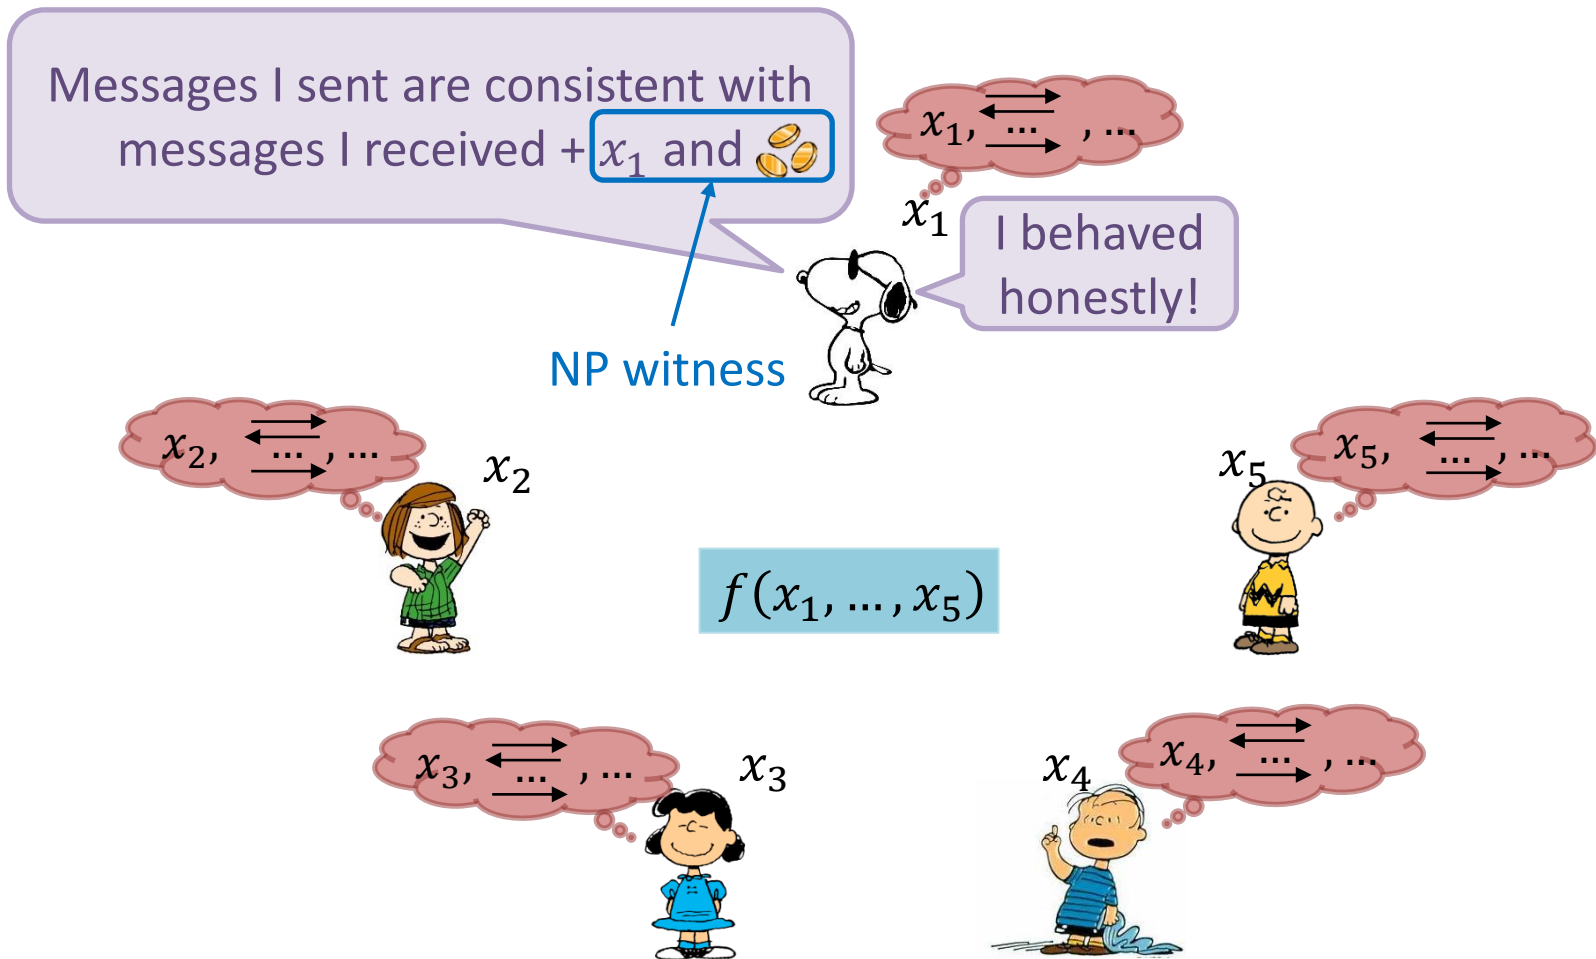 Messages I sent are consistent with
messages I received + x₁ and
x₁, ... , ...
x₁
I behaved
honestly!
NP witness
x₂, ... , ...
x₂
x₅
x₅, ... , ...
f(x₁, ... , x₅)
x₃, ... , ...
x₃
x₄
x₄, ... , ...